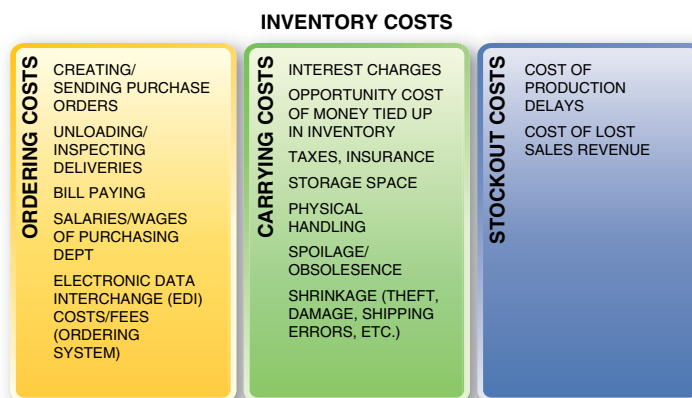 INVENTORY COSTS
ORDERING COSTS
CREATING/
SENDING PURCHASE
ORDERS
UNLOADING/
INSPECTING
DELIVERIES
BILL PAYING
SALARIES/WAGES
OF PURCHASING
DEPT
ELECTRONIC DATA
INTERCHANGE (EDI)
COSTS/FEES
(ORDERING
SYSTEM)
CARRYING COSTS
INTEREST CHARGES
OPPORTUNITY COST
OF MONEY TIED UP
IN INVENTORY
TAXES, INSURANCE
STORAGE SPACE
PHYSICAL
HANDLING
SPOILAGE/
OBSOLESENCE
SHRINKAGE (THEFT,
DAMAGE, SHIPPING
ERRORS, ETC.)
STOCKOUT COSTS
COST OF
PRODUCTION
DELAYS
COST OF LOST
SALES REVENUE